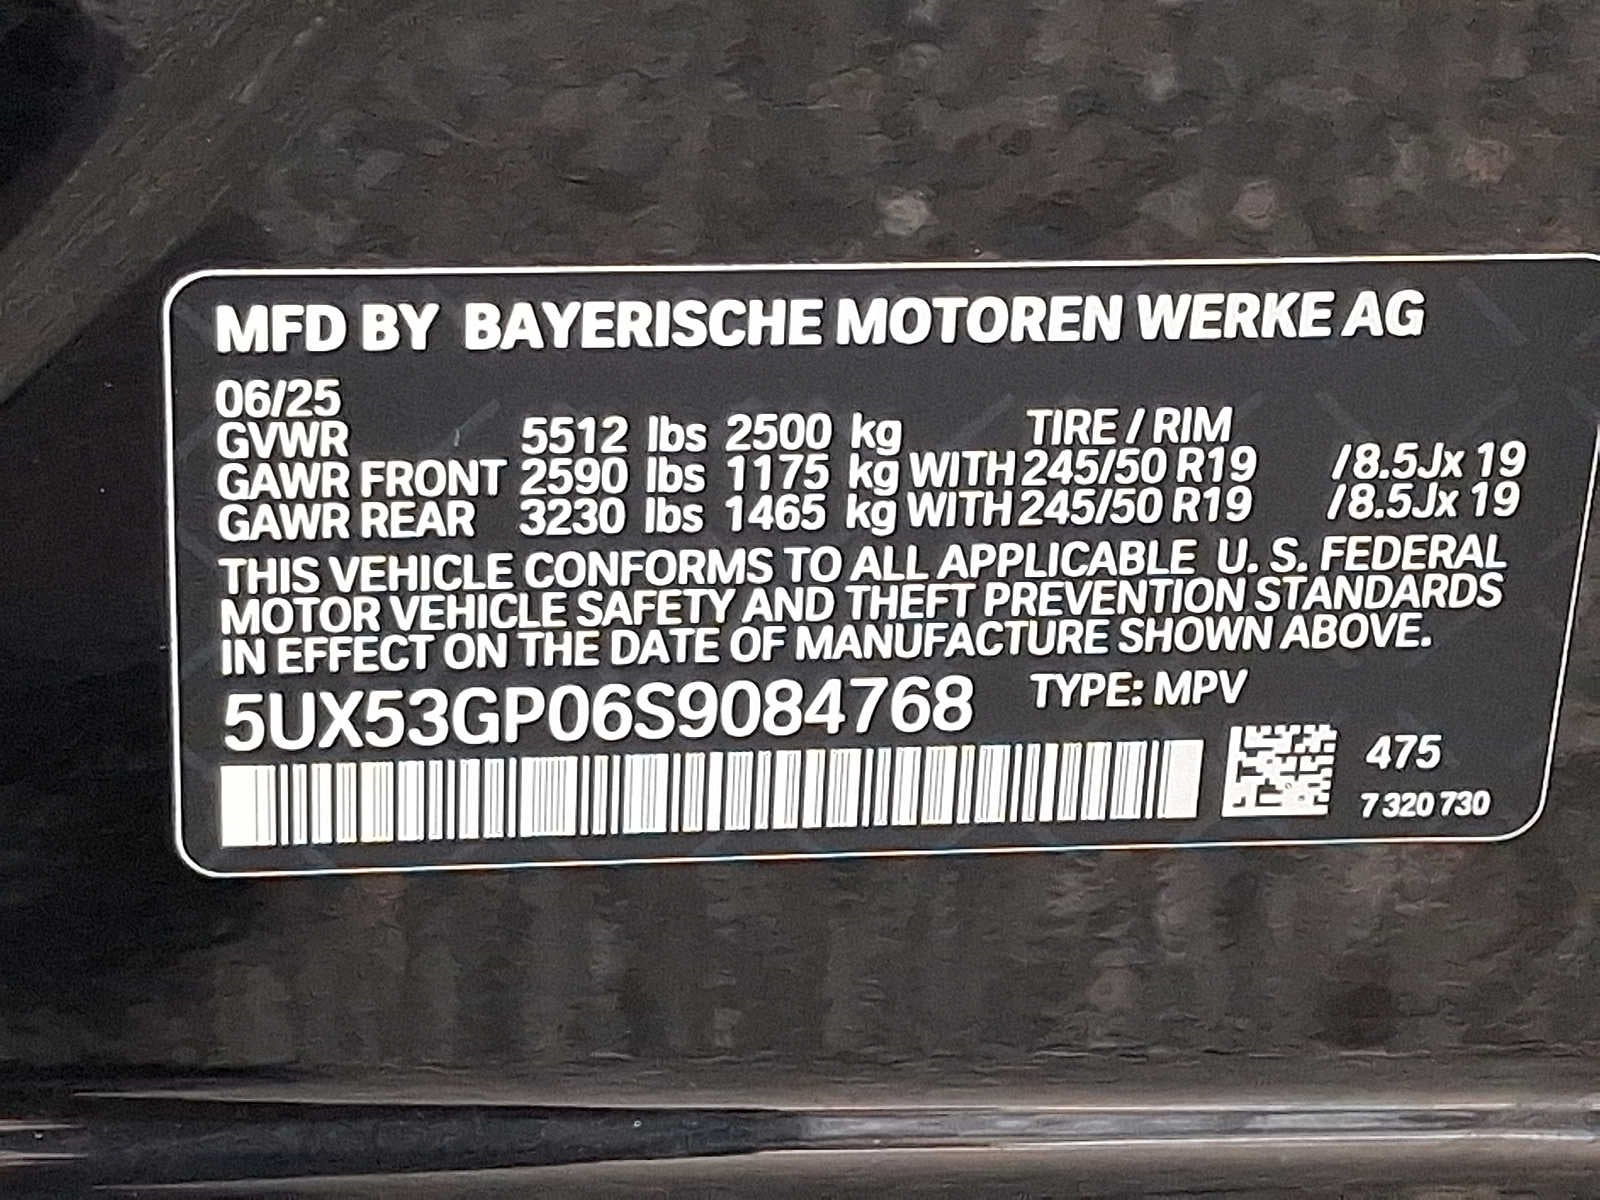 MFD BY BAYERISCHE MOTOREN WERKE AG
06/25
GVWR 5512 lbs 2500 kg TIRE / RIM
GAWR FRONT 2590 lbs 1175 kg WITH 245/50 R19 /8.5Jx 19
GAWR REAR 3230 lbs 1465 kg WITH 245/50 R19 /8.5Jx 19
THIS VEHICLE CONFORMS TO ALL APPLICABLE U. S. FEDERAL
MOTOR VEHICLE SAFETY AND THEFT PREVENTION STANDARDS
IN EFFECT ON THE DATE OF MANUFACTURE SHOWN ABOVE.
5UX53GP06S9084768 TYPE: MPV
475
7 320 730